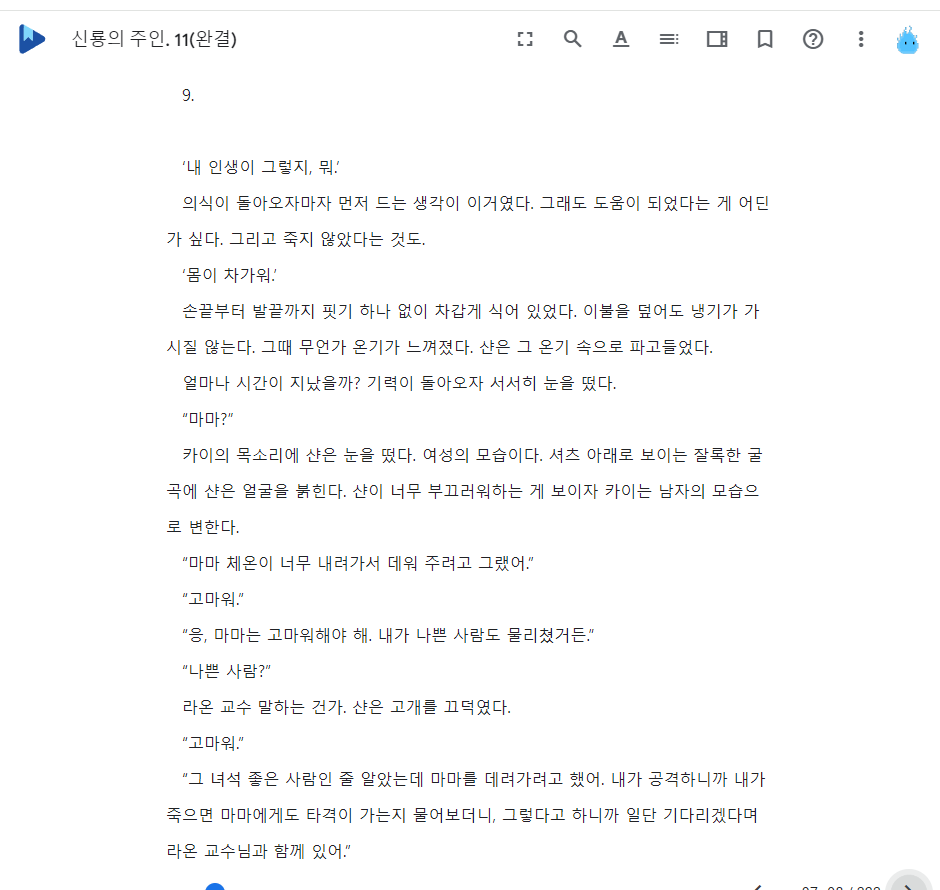 신룡의 주인. 11(완결)
9.
‘내 인생이 그렇지, 뭐.’
의식이 돌아오자마자 먼저 드는 생각이 이거였다. 그래도 도움이 되었다는 게 어딘
가 싶다. 그리고 죽지 않았다는 것도.
‘몸이 차가워.’
손끝부터 발끝까지 핏기 하나 없이 차갑게 식어 있었다. 이불을 덮어도 냉기가 가
시질 않는다. 그때 무언가 온기가 느껴졌다. 샨은 그 온기 속으로 파고들었다.
얼마나 시간이 지났을까? 기력이 돌아오자 서서히 눈을 떴다.
“마마?”
카이의 목소리에 샨은 눈을 떴다. 여성의 모습이다. 셔츠 아래로 보이는 잘록한 굴
곡에 샨은 얼굴을 붉힌다. 샨이 너무 부끄러워하는 게 보이자 카이는 남자의 모습으
로 변한다.
“마마 체온이 너무 내려가서 데워 주려고 그랬어.”
“고마워.”
“응, 마마는 고마워해야 해. 내가 나쁜 사람도 물리쳤거든.”
“나쁜 사람?”
라온 교수 말하는 건가. 샨은 고개를 끄덕였다.
“고마워.”
“그 녀석 좋은 사람인 줄 알았는데 마마를 데려가려고 했어. 내가 공격하니까 내가
죽으면 마마에게도 타격이 가는지 물어보더니, 그렇다고 하니까 일단 기다리겠다며
라온 교수님과 함께 있어.”